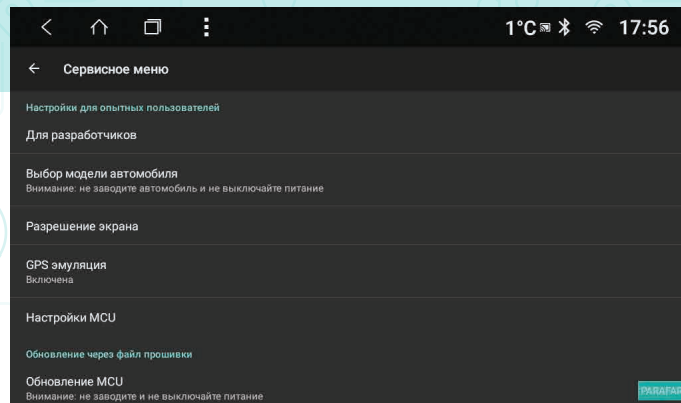 1°C 17:56
Сервисное меню
Настройки для опытных пользователей
Для разработчиков
Выбор модели автомобиля
Внимание: не заводите автомобиль и не выключайте питание
Разрешение экрана
GPS эмуляция
Включена
Настройки MCU
Обновление через файл прошивки
Обновление MCU
Внимание: не заводите и не выключайте питание
PARAFAR